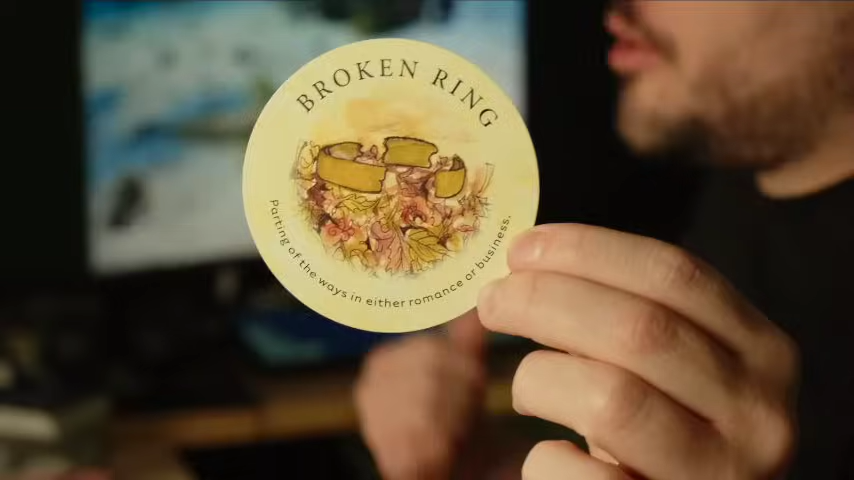 BROKEN RING
Parting of the ways in either romance or business.